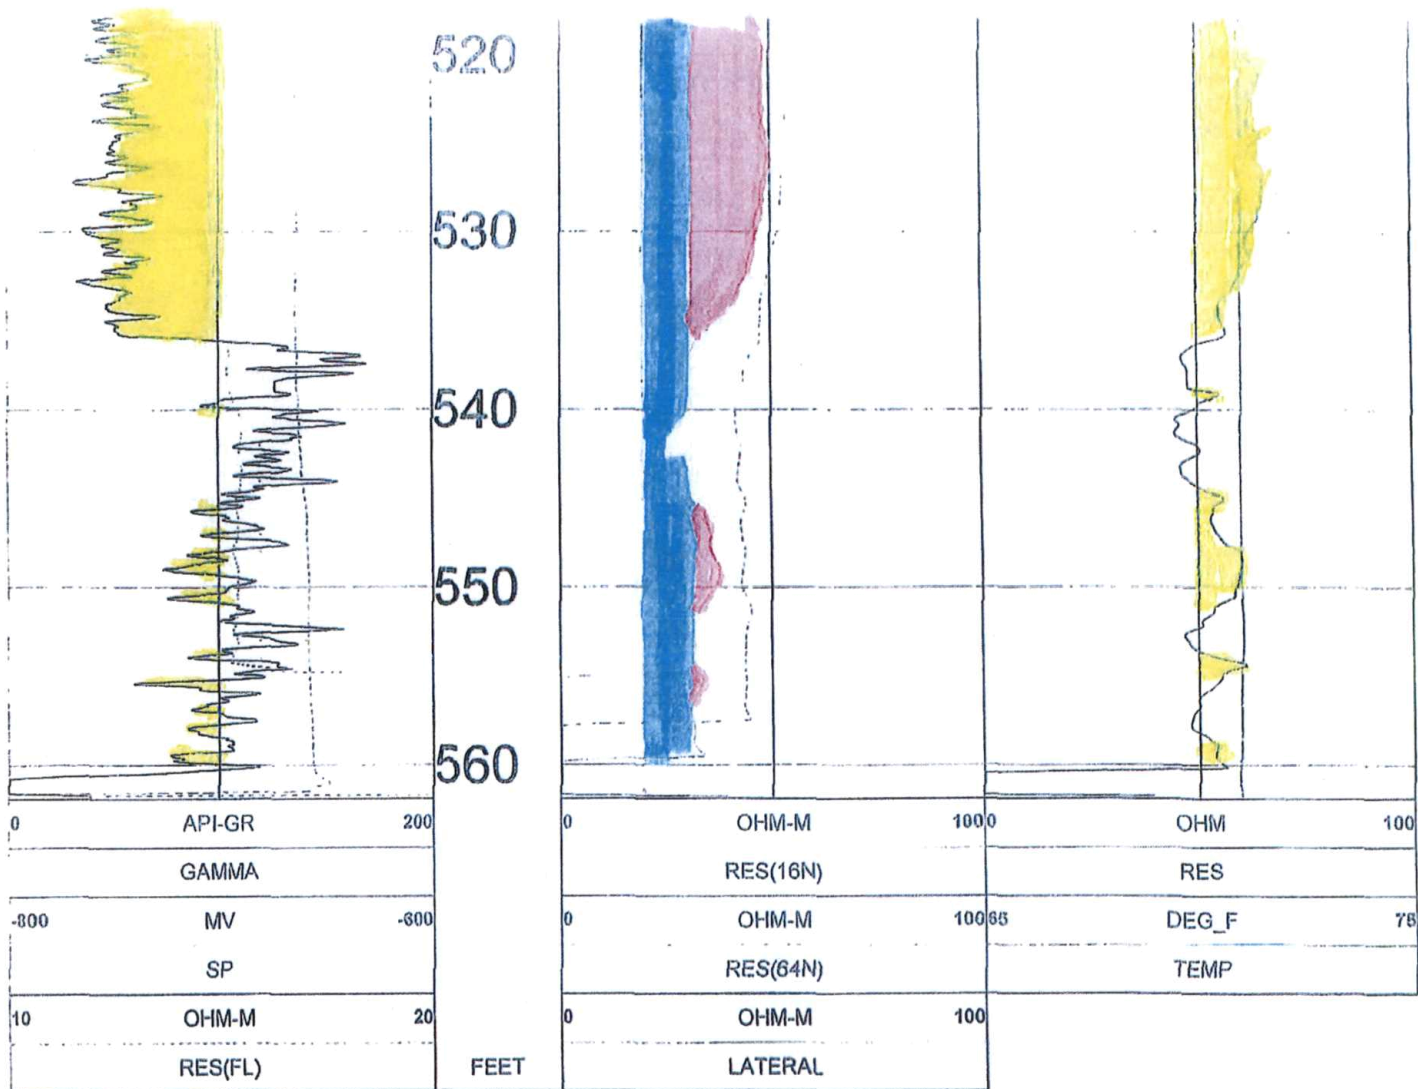 520
530
540
550
560
0 API-GR 200
0 OHM-M 100
0 OHM 100
GAMMA
RES(16N)
RES
-800 MV -600
0 OHM-M 100
65 DEG_F 75
SP
RES(64N)
TEMP
10 OHM-M 20
0 OHM-M 100
RES(FL)
FEET
LATERAL